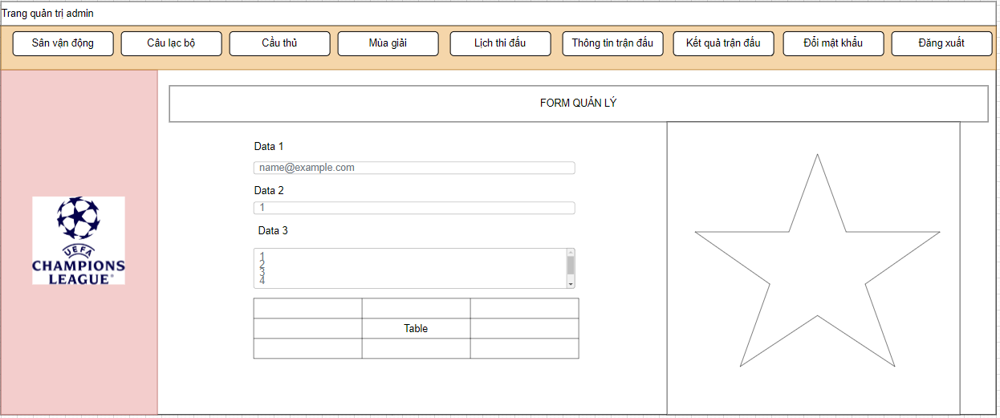 Trang quản trị admin
Sân vận động
Câu lạc bộ
Cầu thủ
Mùa giải
Lịch thi đấu
Thông tin trận đấu
Kết quả trận đấu
Đổi mật khẩu
Đăng xuất
FORM QUẢN LÝ
Data 1
name@example.com
Data 2
1
Data 3
1
2
3
4
Table
UEFA
CHAMPIONS
LEAGUE®